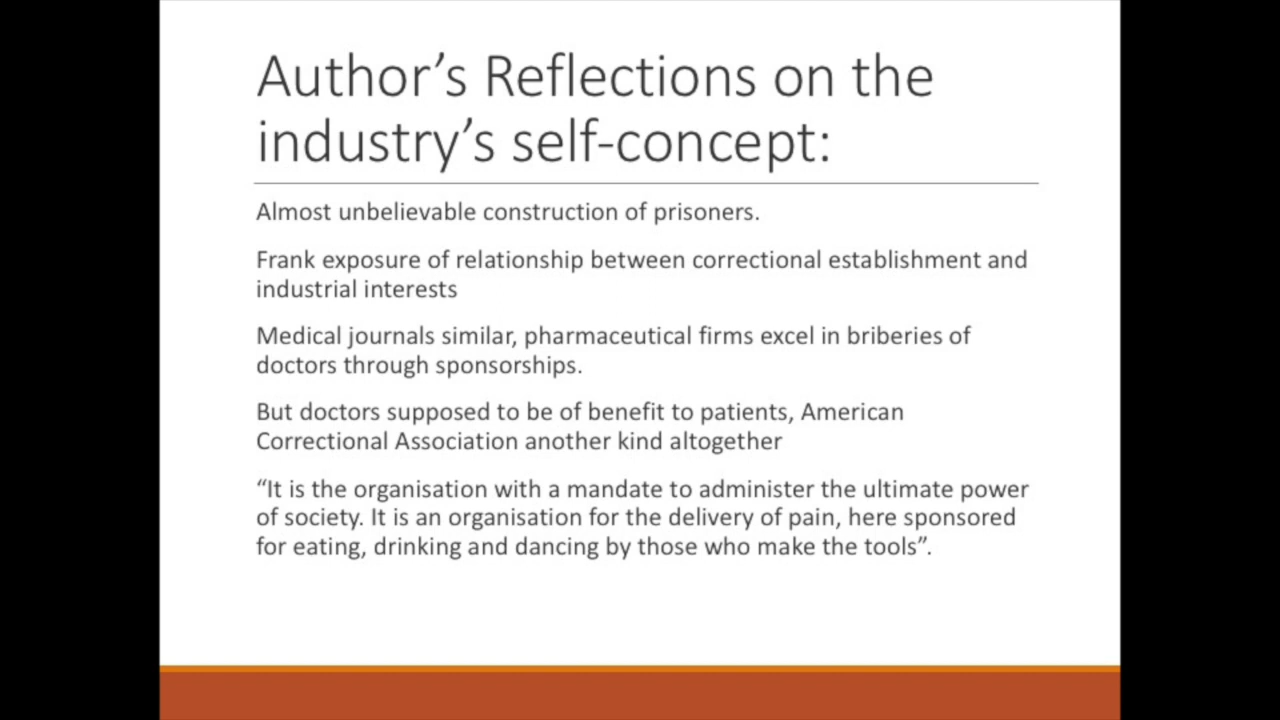 Author’s Reflections on the
industry’s self-concept:
Almost unbelievable construction of prisoners.
Frank exposure of relationship between correctional establishment and
industrial interests
Medical journals similar, pharmaceutical firms excel in briberies of
doctors through sponsorships.
But doctors supposed to be of benefit to patients, American
Correctional Association another kind altogether
“It is the organisation with a mandate to administer the ultimate power
of society. It is an organisation for the delivery of pain, here sponsored
for eating, drinking and dancing by those who make the tools”.